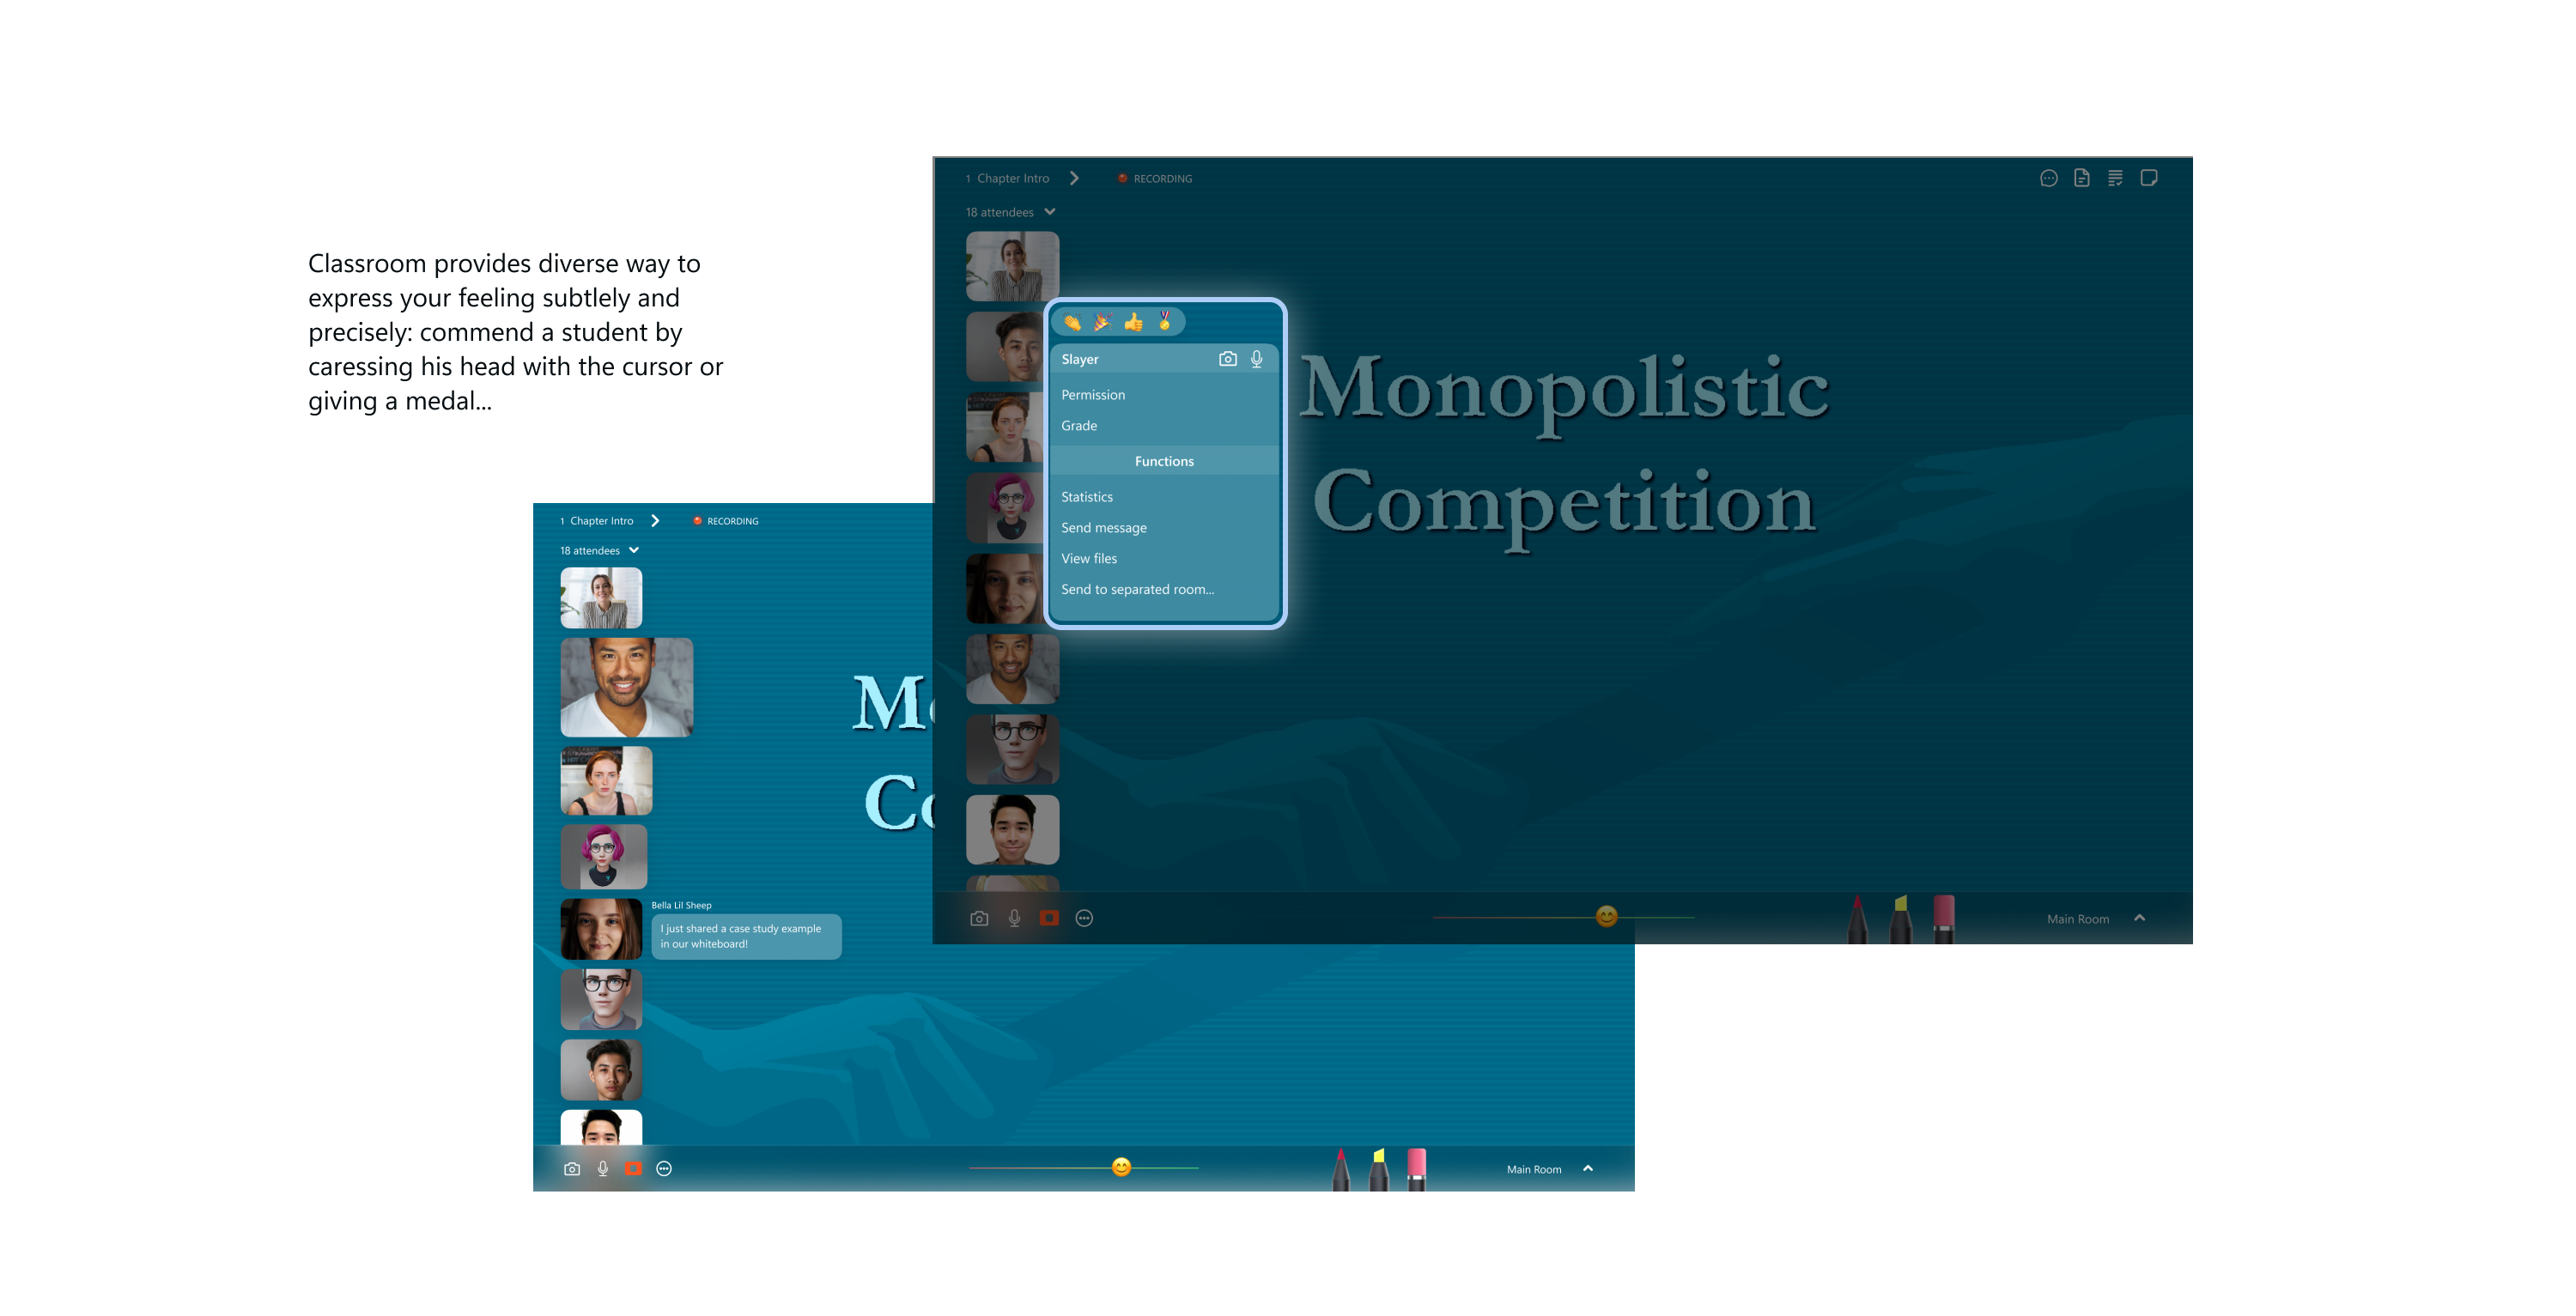 Classroom provides diverse way to
express your feeling subtlely and
precisely: commend a student by
caressing his head with the cursor or
giving a medal...
1 Chapter Intro
RECORDING
18 attendees
Slayer
Permission
Grade
Functions
Statistics
Send message
View files
Send to separated room...
Monopolistic
Competition
Main Room
1 Chapter Intro
RECORDING
18 attendees
M
C
Bella Lil Sheep
I just shared a case study example
in our whiteboard!
Main Room